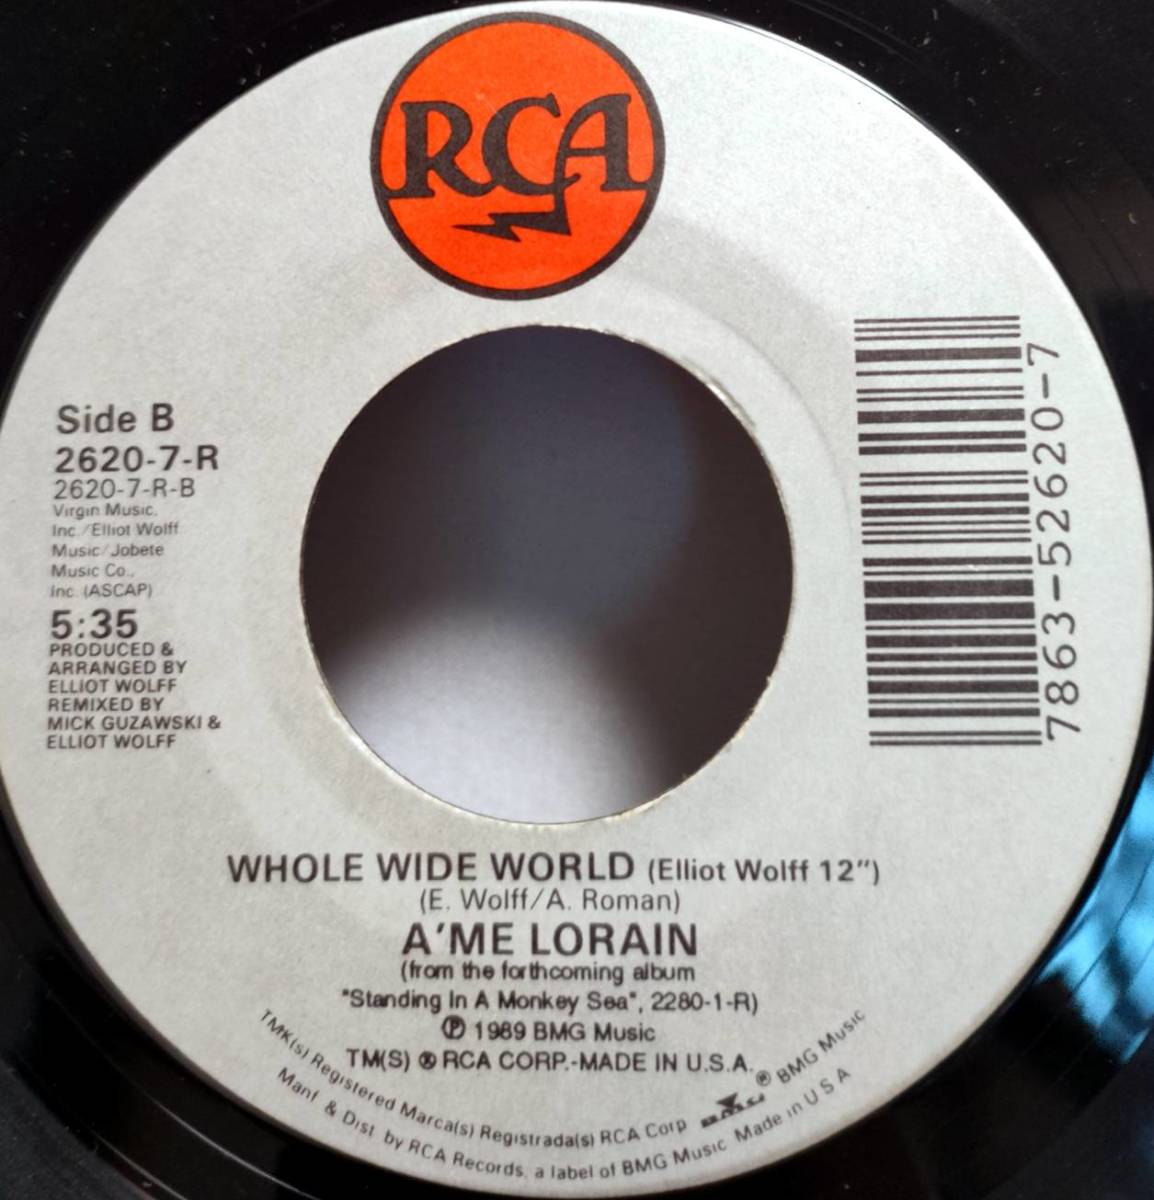 RCA
Side B
2620-7-R
2620-7-R-B
Virgin Music,
Inc./Elliot Wolff
Music/Jobete
Music Co.,
Inc. (ASCAP)
5:35
PRODUCED &
ARRANGED BY
ELLIOT WOLFF
REMIXED BY
MICK GUZAWSKI &
ELLIOT WOLFF
7863-52620-7
WHOLE WIDE WORLD (Elliot Wolff 12")
(E. Wolff/A. Roman)
A'ME LORAIN
(from the forthcoming album
"Standing In A Monkey Sea", 2280-1-R)
℗ 1989 BMG Music
TM(S) ® RCA CORP.-MADE IN U.S.A.
TMK(s) Registered Marca(s) Registrada(s) RCA Corp BMG ® BMG Music
Manf & Dist by RCA Records, a label of BMG Music Made in U S A